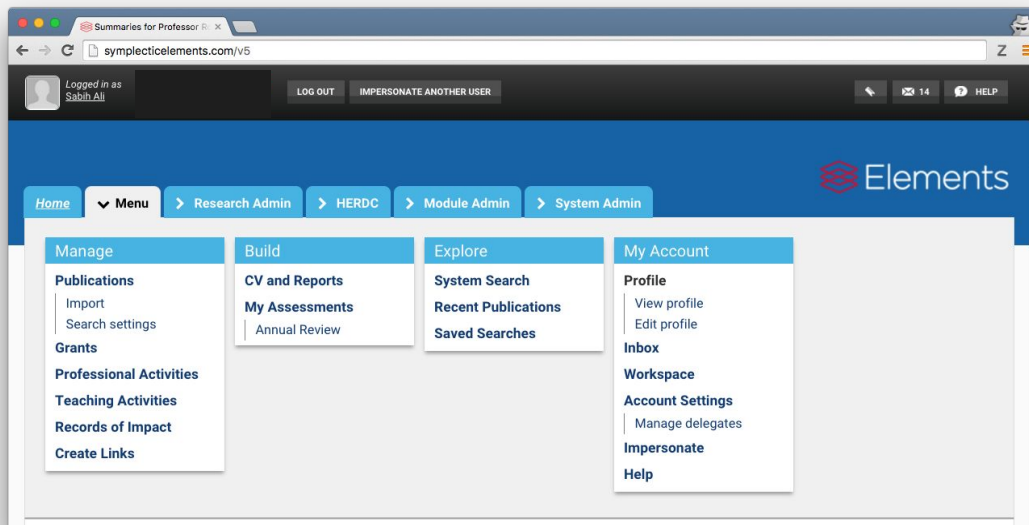 Summaries for Professor R
symplecticelements.com/v5
Z
Logged in as
Sabih Ali
LOG OUT
IMPERSONATE ANOTHER USER
14
HELP
Elements
Home
Menu
Research Admin
HERDC
Module Admin
System Admin
Manage
Publications
Import
Search settings
Grants
Professional Activities
Teaching Activities
Records of Impact
Create Links
Build
CV and Reports
My Assessments
Annual Review
Explore
System Search
Recent Publications
Saved Searches
My Account
Profile
View profile
Edit profile
Inbox
Workspace
Account Settings
Manage delegates
Impersonate
Help